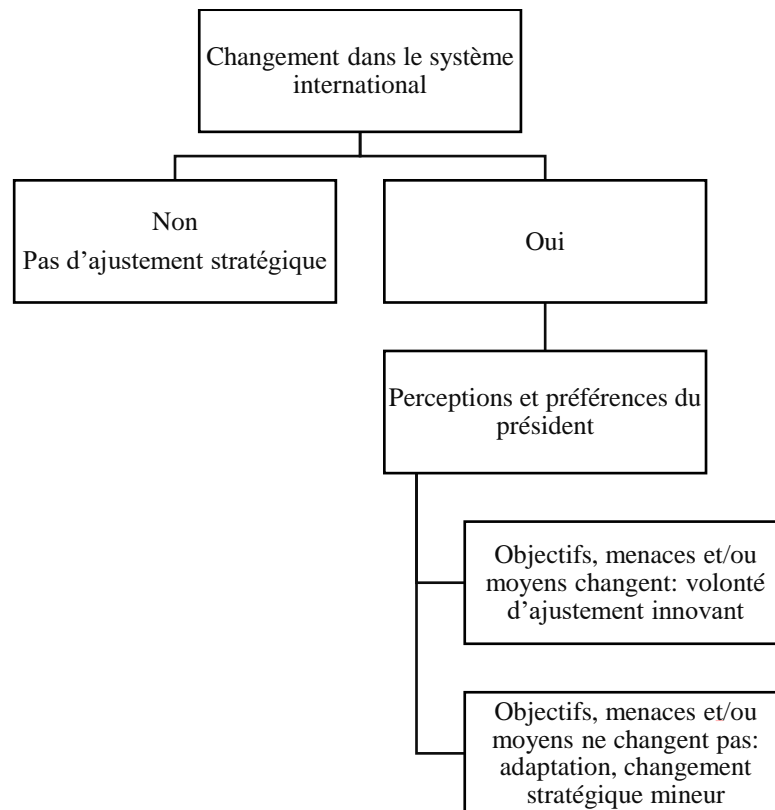 Changement dans le système
international
Non
Pas d’ajustement stratégique
Oui
Perceptions et préférences du
président
Objectifs, menaces et/ou
moyens changent: volonté
d’ajustement innovant
Objectifs, menaces et/ou
moyens ne changent pas:
adaptation, changement
stratégique mineur